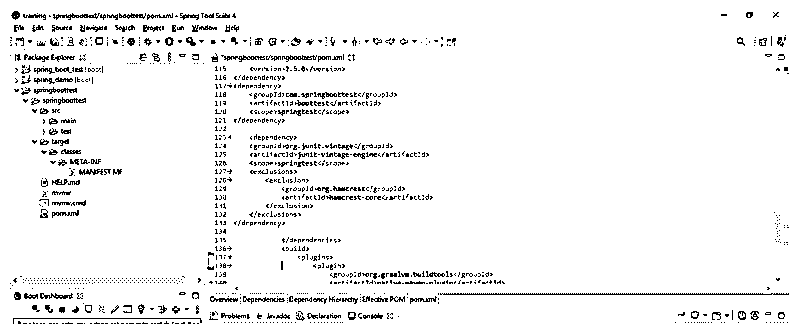 training - springboottest/springboottest/pom.xml - Spring Tool Suite 4
File Edit Source Navigate Search Project Run Window Help
Package Explorer
*springboottest/springboottest/pom.xml
spring_boot_test [boot]
spring_demo [boot]
springboottest
springboottest
src
main
test
target
classes
META-INF
MANIFEST.MF
HELP.md
mvnw
mvnw.cmd
pom.xml
115 <version>2.5.0</version>
116 </dependency>
117 <dependency>
118 <groupId>com.springboottest</groupId>
119 <artifactId>boottest</artifactId>
120 <scope>springtest</scope>
121 </dependency>
122
123 <dependency>
124 <groupId>org.junit.vintage</groupId>
125 <artifactId>junit-vintage-engine</artifactId>
126 <scope>springtest</scope>
127 <exclusions>
128 <exclusion>
129 <groupId>org.hamcrest</groupId>
130 <artifactId>hamcrest-core</artifactId>
131 </exclusion>
132 </exclusions>
133 </dependency>
134
135 </dependencies>
136 <build>
137 <plugins>
138 <plugin>
139 <groupId>org.graalvm.buildtools</groupId>
Boot Dashboard
Overview Dependencies Dependency Hierarchy Effective POM pom.xml
Problems Javadoc Declaration Console